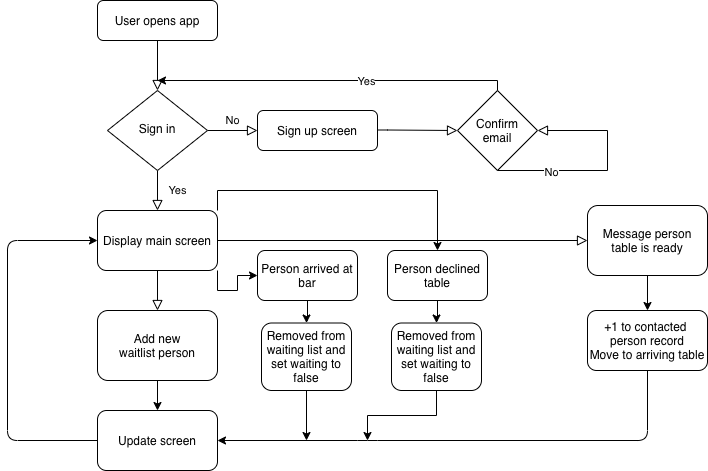 User opens app
Yes
Sign in
No
Sign up screen
Confirm
email
No
Yes
Display main screen
Message person
table is ready
Person arrived at
bar
Person declined
table
Add new
waitlist person
Removed from
waiting list and
set waiting to
false
Removed from
waiting list and
set waiting to
false
+1 to contacted
person record
Move to arriving table
Update screen